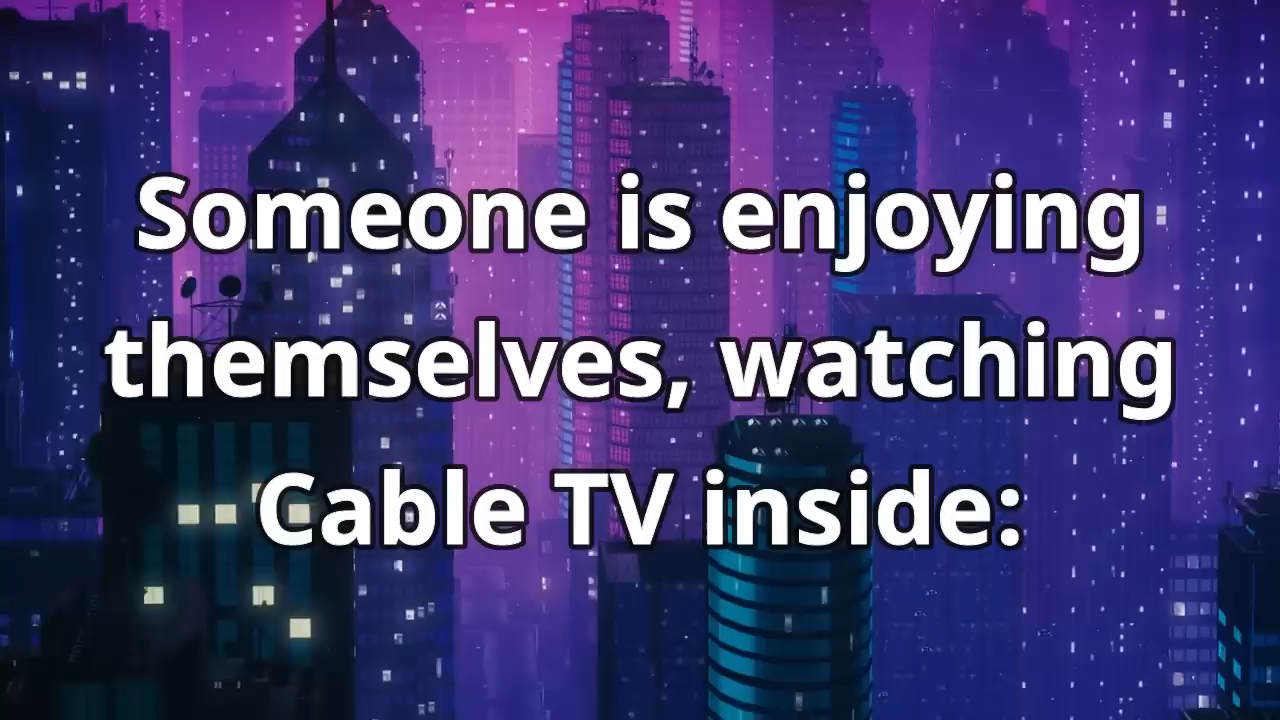 Someone is enjoying
themselves, watching
Cable TV inside: